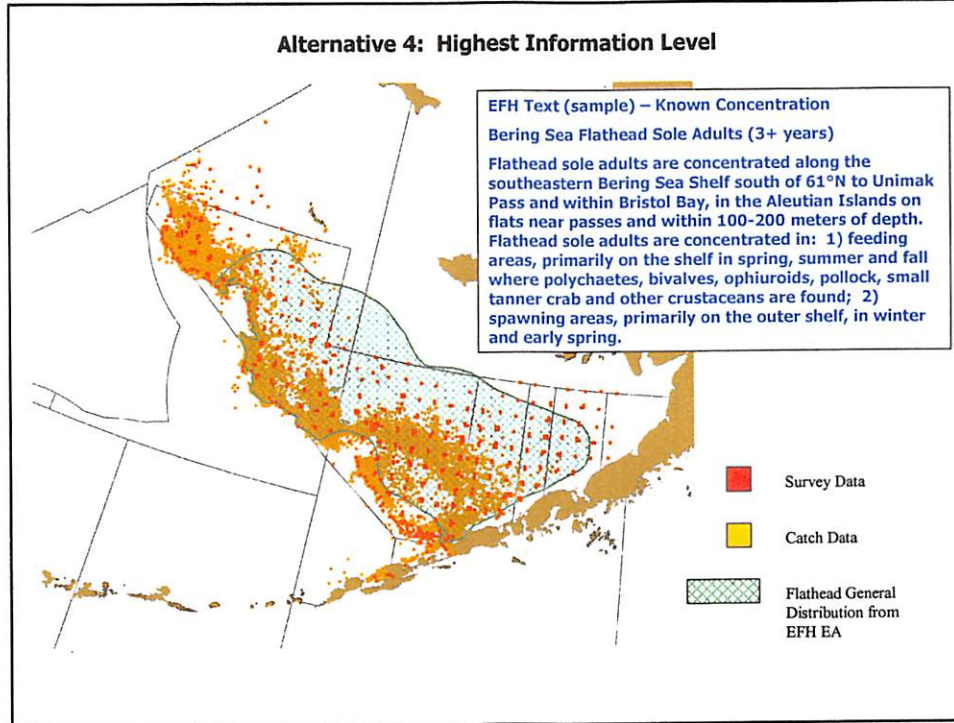 Alternative 4: Highest Information Level
EFH Text (sample) – Known Concentration
Bering Sea Flathead Sole Adults (3+ years)
Flathead sole adults are concentrated along the
southeastern Bering Sea Shelf south of 61°N to Unimak
Pass and within Bristol Bay, in the Aleutian Islands on
flats near passes and within 100-200 meters of depth.
Flathead sole adults are concentrated in: 1) feeding
areas, primarily on the shelf in spring, summer and fall
where polychaetes, bivalves, ophiuroids, pollock, small
tanner crab and other crustaceans are found; 2)
spawning areas, primarily on the outer shelf, in winter
and early spring.
Survey Data
Catch Data
Flathead General
Distribution from
EFH EA